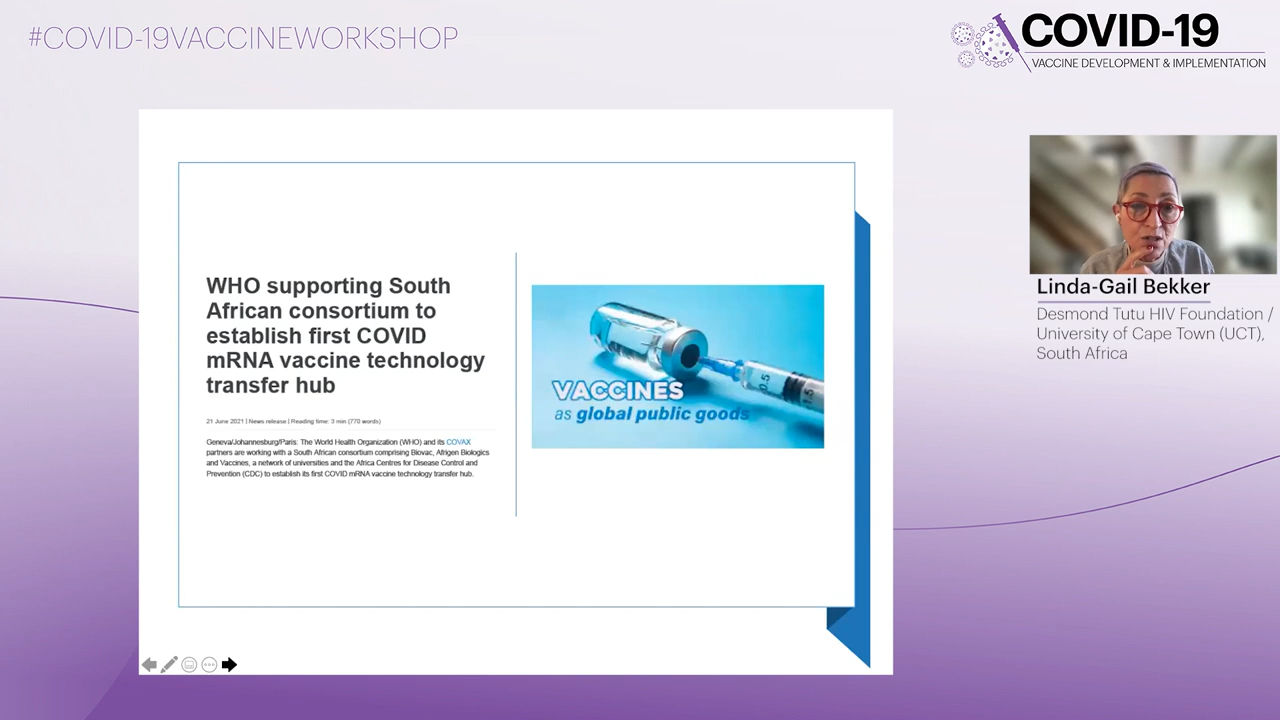 #COVID-19VACCINEWORKSHOP
COVID-19
VACCINE DEVELOPMENT & IMPLEMENTATION
WHO supporting South
African consortium to
establish first COVID
mRNA vaccine technology
transfer hub
21 June 2021 | News release | Reading time: 3 min (770 words)
Geneva/Johannesburg/Paris: The World Health Organization (WHO) and its COVAX
partners are working with a South African consortium comprising Biovac, Afrigen Biologics
and Vaccines, a network of universities and the Africa Centres for Disease Control and
Prevention (CDC) to establish its first COVID mRNA vaccine technology transfer hub.
VACCINES
as global public goods
0.5
1.5
Linda-Gail Bekker
Desmond Tutu HIV Foundation /
University of Cape Town (UCT),
South Africa